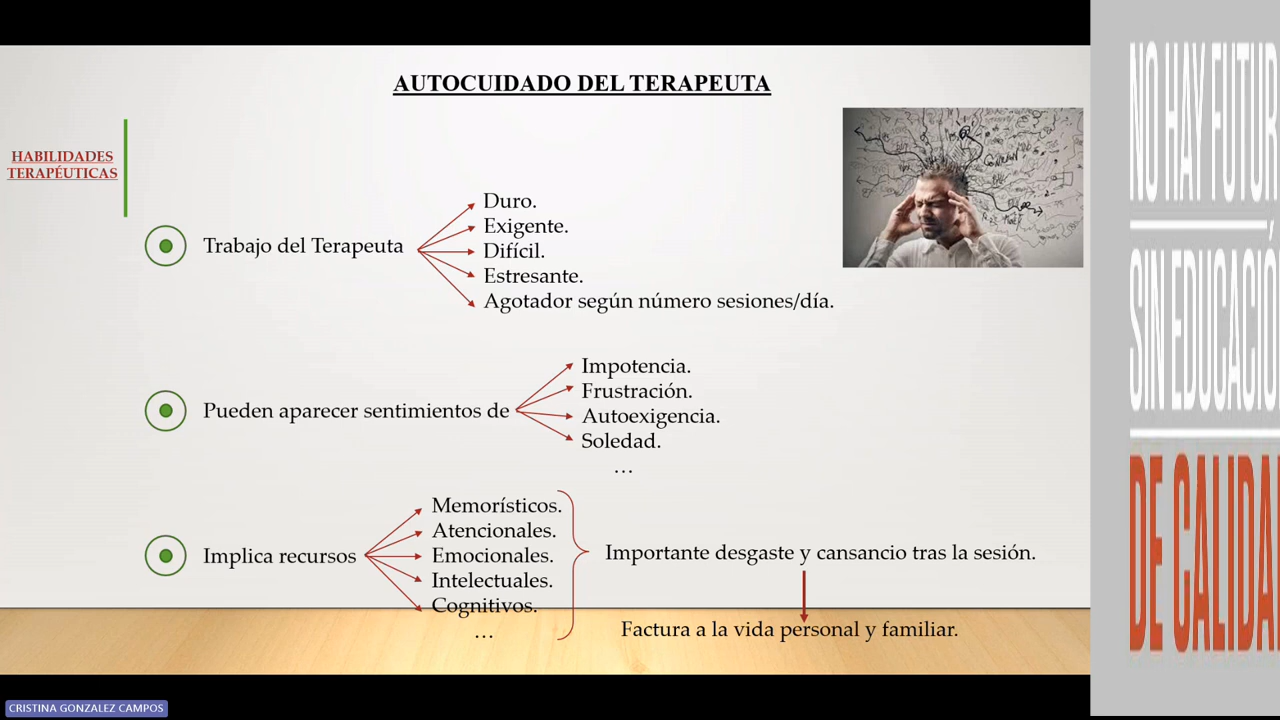 AUTOCUIDADO DEL TERAPEUTA
HABILIDADES
TERAPÉUTICAS
Trabajo del Terapeuta
Duro.
Exigente.
Difícil.
Estresante.
Agotador según número sesiones/día.
Pueden aparecer sentimientos de
Impotencia.
Frustración.
Autoexigencia.
Soledad.
…
Implica recursos
Memorísticos.
Atencionales.
Emocionales.
Intelectuales.
Cognitivos.
…
Importante desgaste y cansancio tras la sesión.
Factura a la vida personal y familiar.
NO HAY FUTUR
SIN EDUCACIÓ
DE CALIDA
CRISTINA GONZALEZ CAMPOS